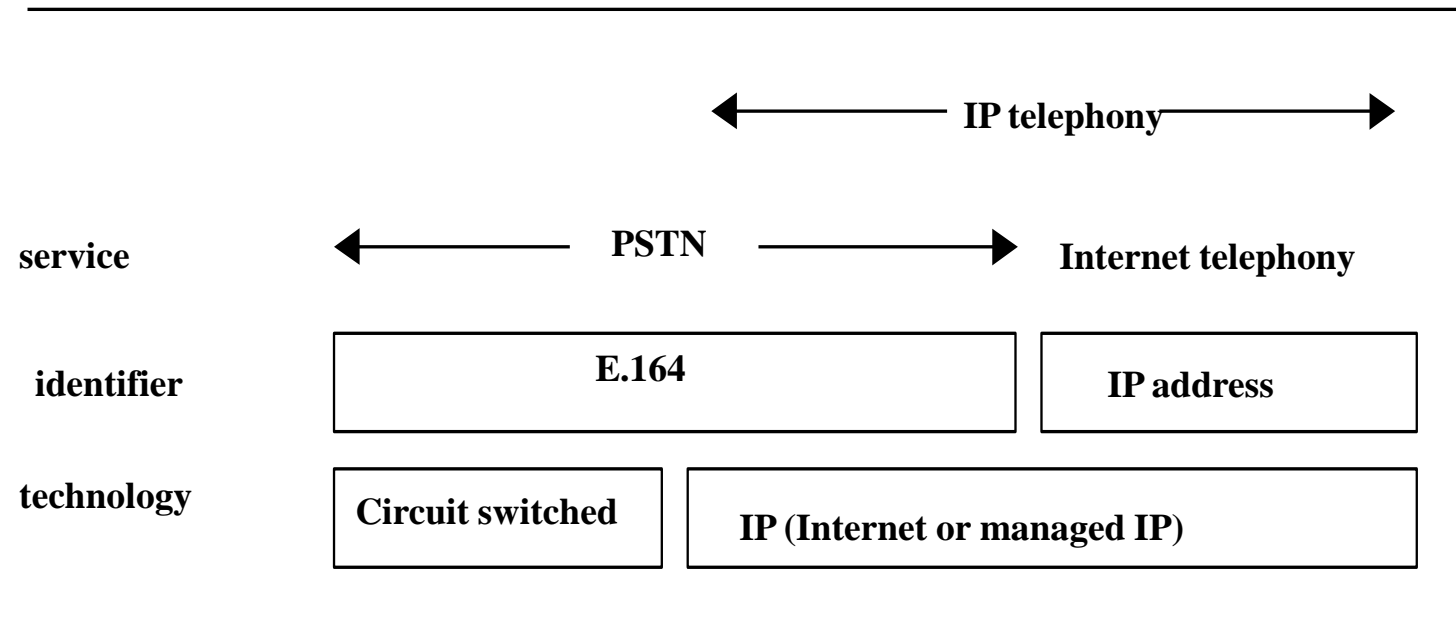 IP telephony
service PSTN Internet telephony
identifier E.164 IP address
technology Circuit switched IP (Internet or managed IP)